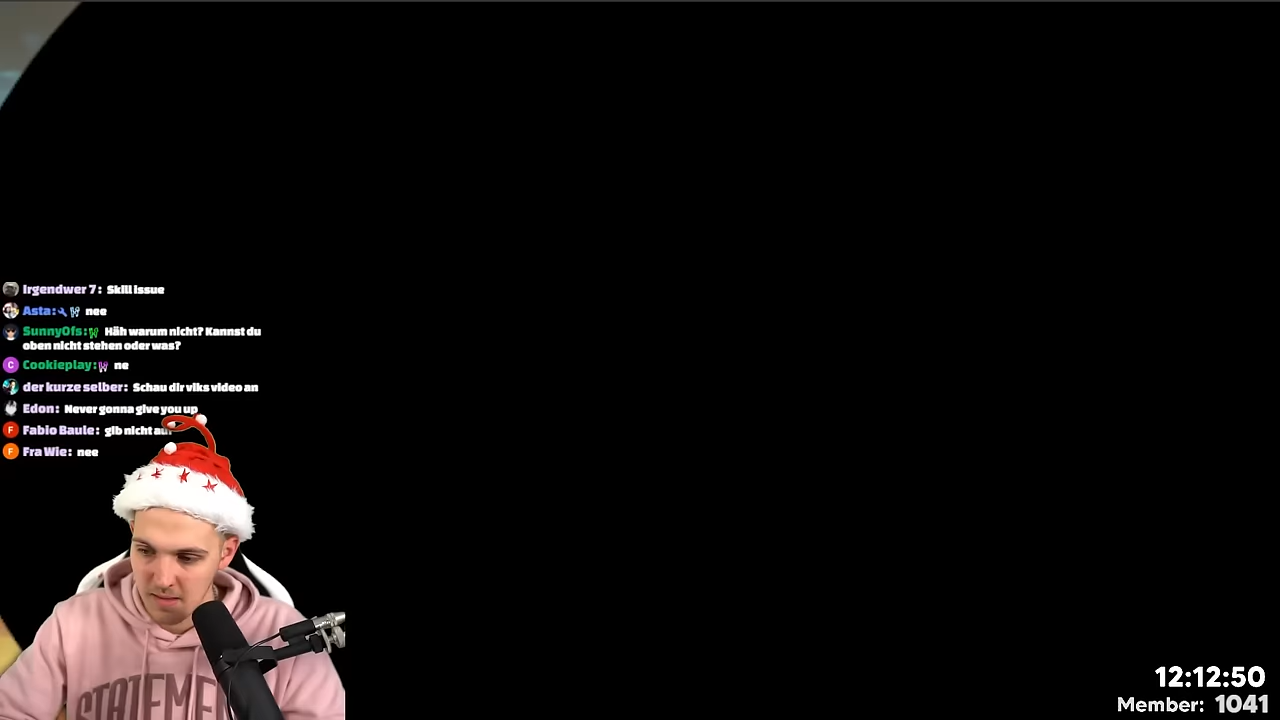 Irgendwer 7: Skill issue
Asta: nee
SunnyOfs: Häh warum nicht? Kannst du
oben nicht stehen oder was?
C Cookieplay: ne
der kurze selber: Schau dir viks video an
Edon: Never gonna give you up
F Fabio Baule: gib nicht
F Fra Wie: nee
STATEMEN
12:12:50
Member: 1041